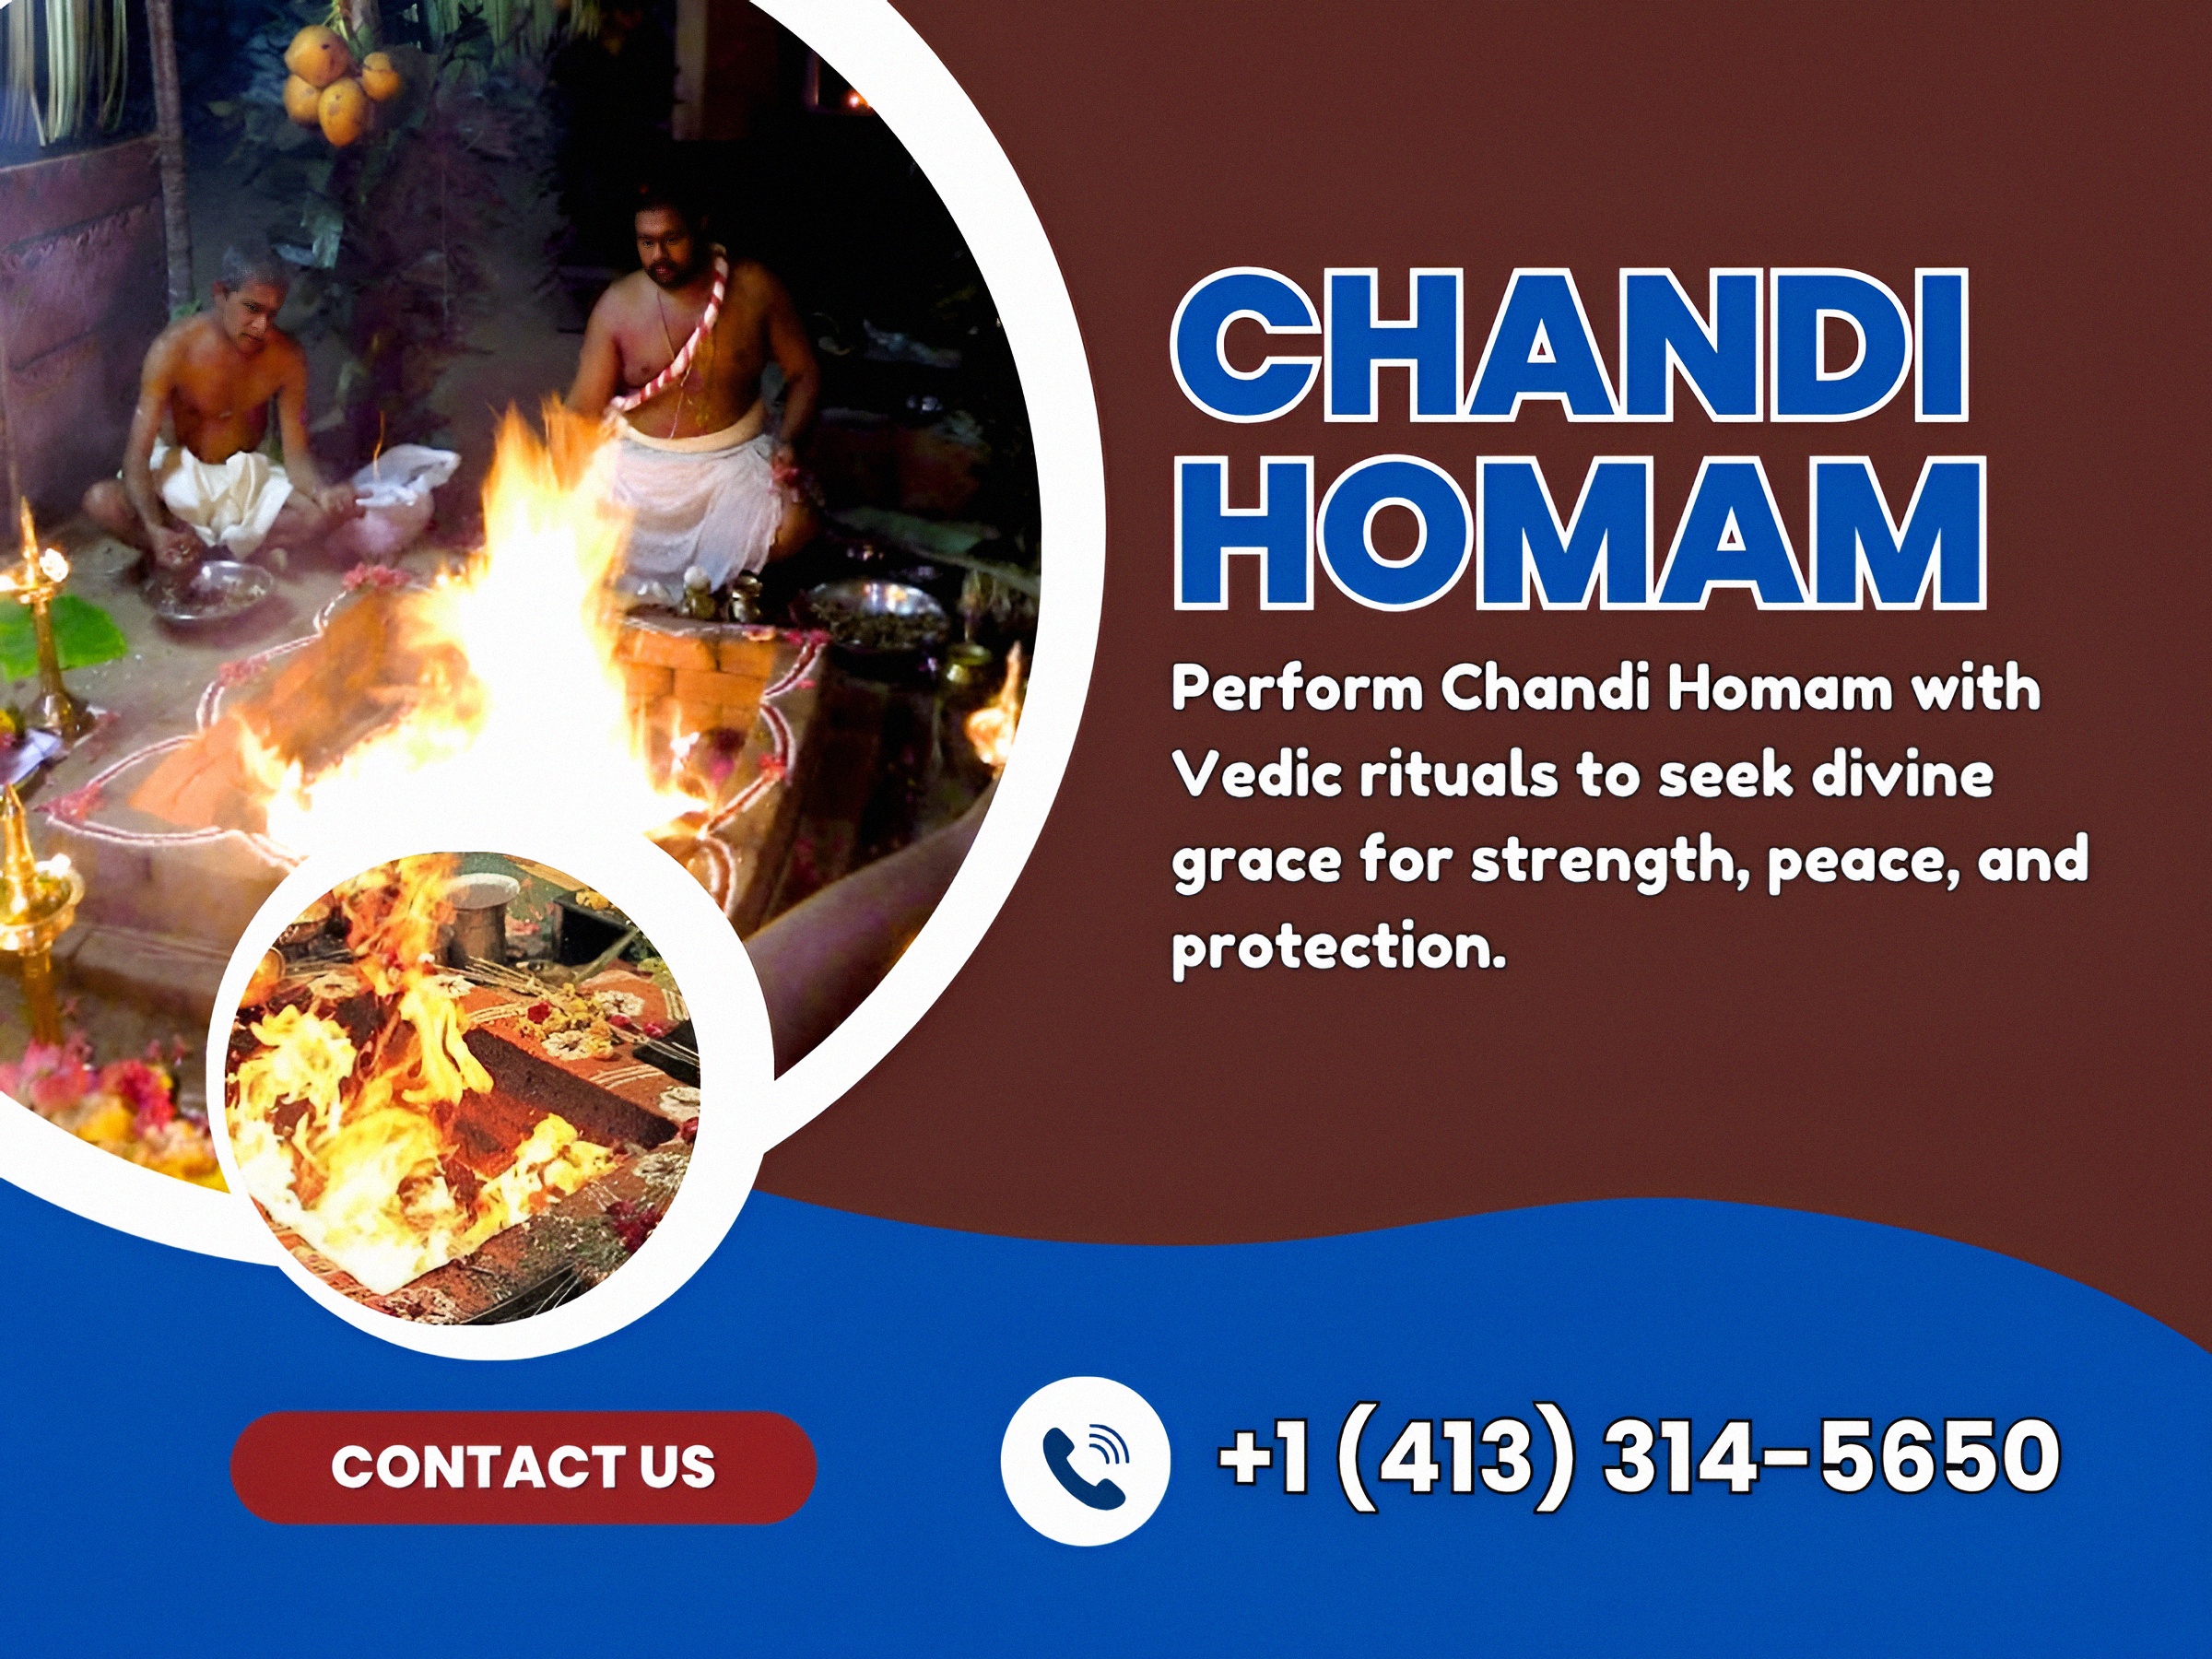 CHANDI
HOMAM
Perform Chandi Homam with
Vedic rituals to seek divine
grace for strength, peace, and
protection.
CONTACT US
+1 (413) 314-5650